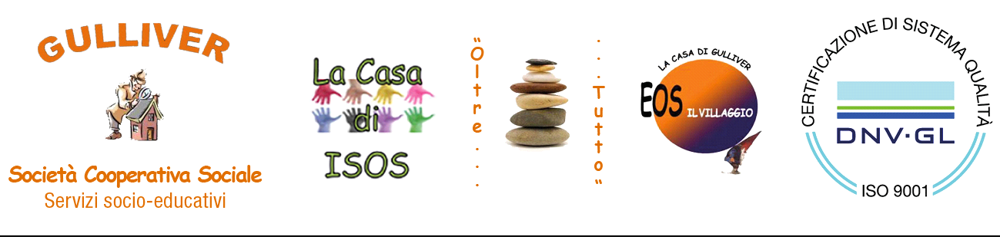 GULLIVER
Società Cooperativa Sociale
Servizi socio-educativi
La Casa
di
ISOS
"Oltre...
...Tutto"
LA CASA DI GULLIVER
EOS IL VILLAGGIO
CERTIFICAZIONE DI SISTEMA QUALITÀ
DNV·GL
ISO 9001